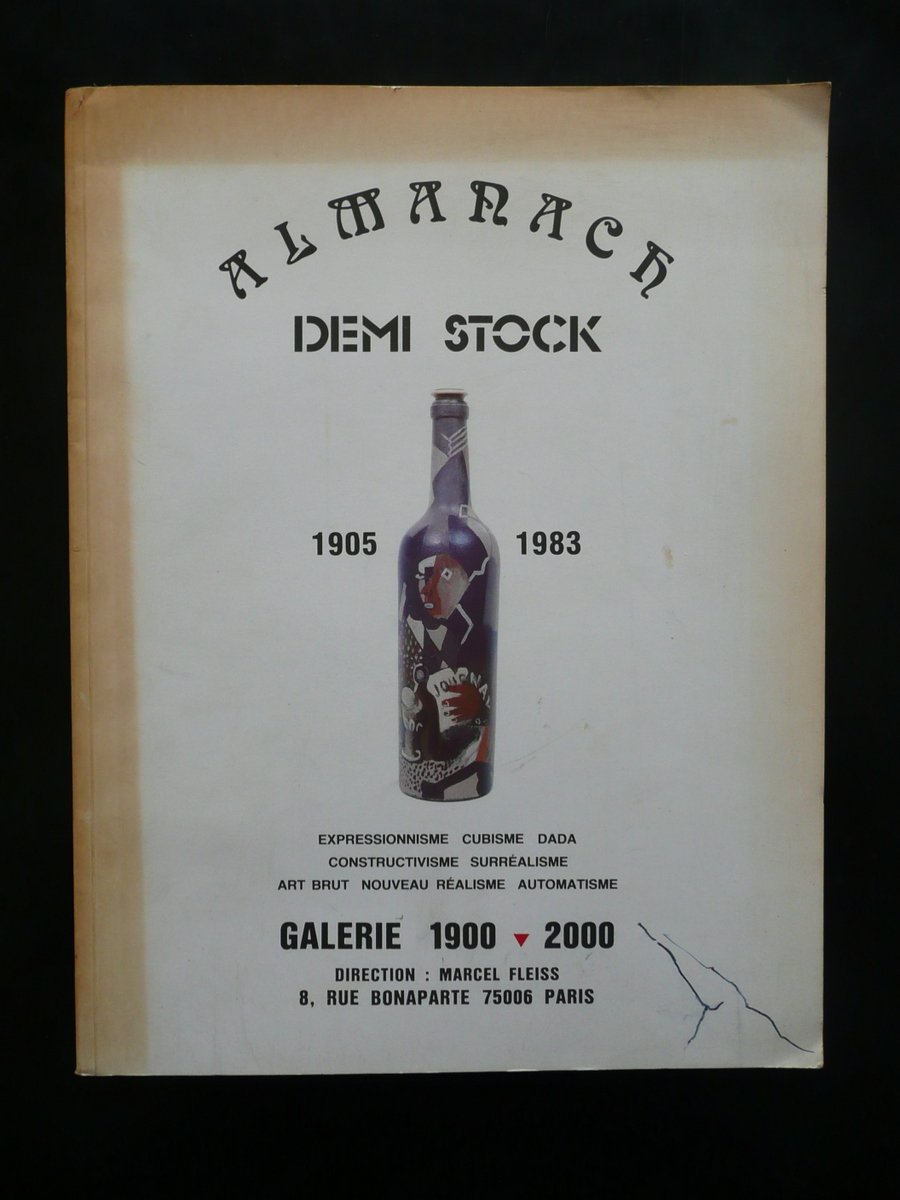 ALMANACH
DEMI STOCK
1905 1983
JOURNAL
EXPRESSIONNISME CUBISME DADA
CONSTRUCTIVISME SURRÉALISME
ART BRUT NOUVEAU RÉALISME AUTOMATISME
GALERIE 1900 ▼ 2000
DIRECTION : MARCEL FLEISS
8, RUE BONAPARTE 75006 PARIS